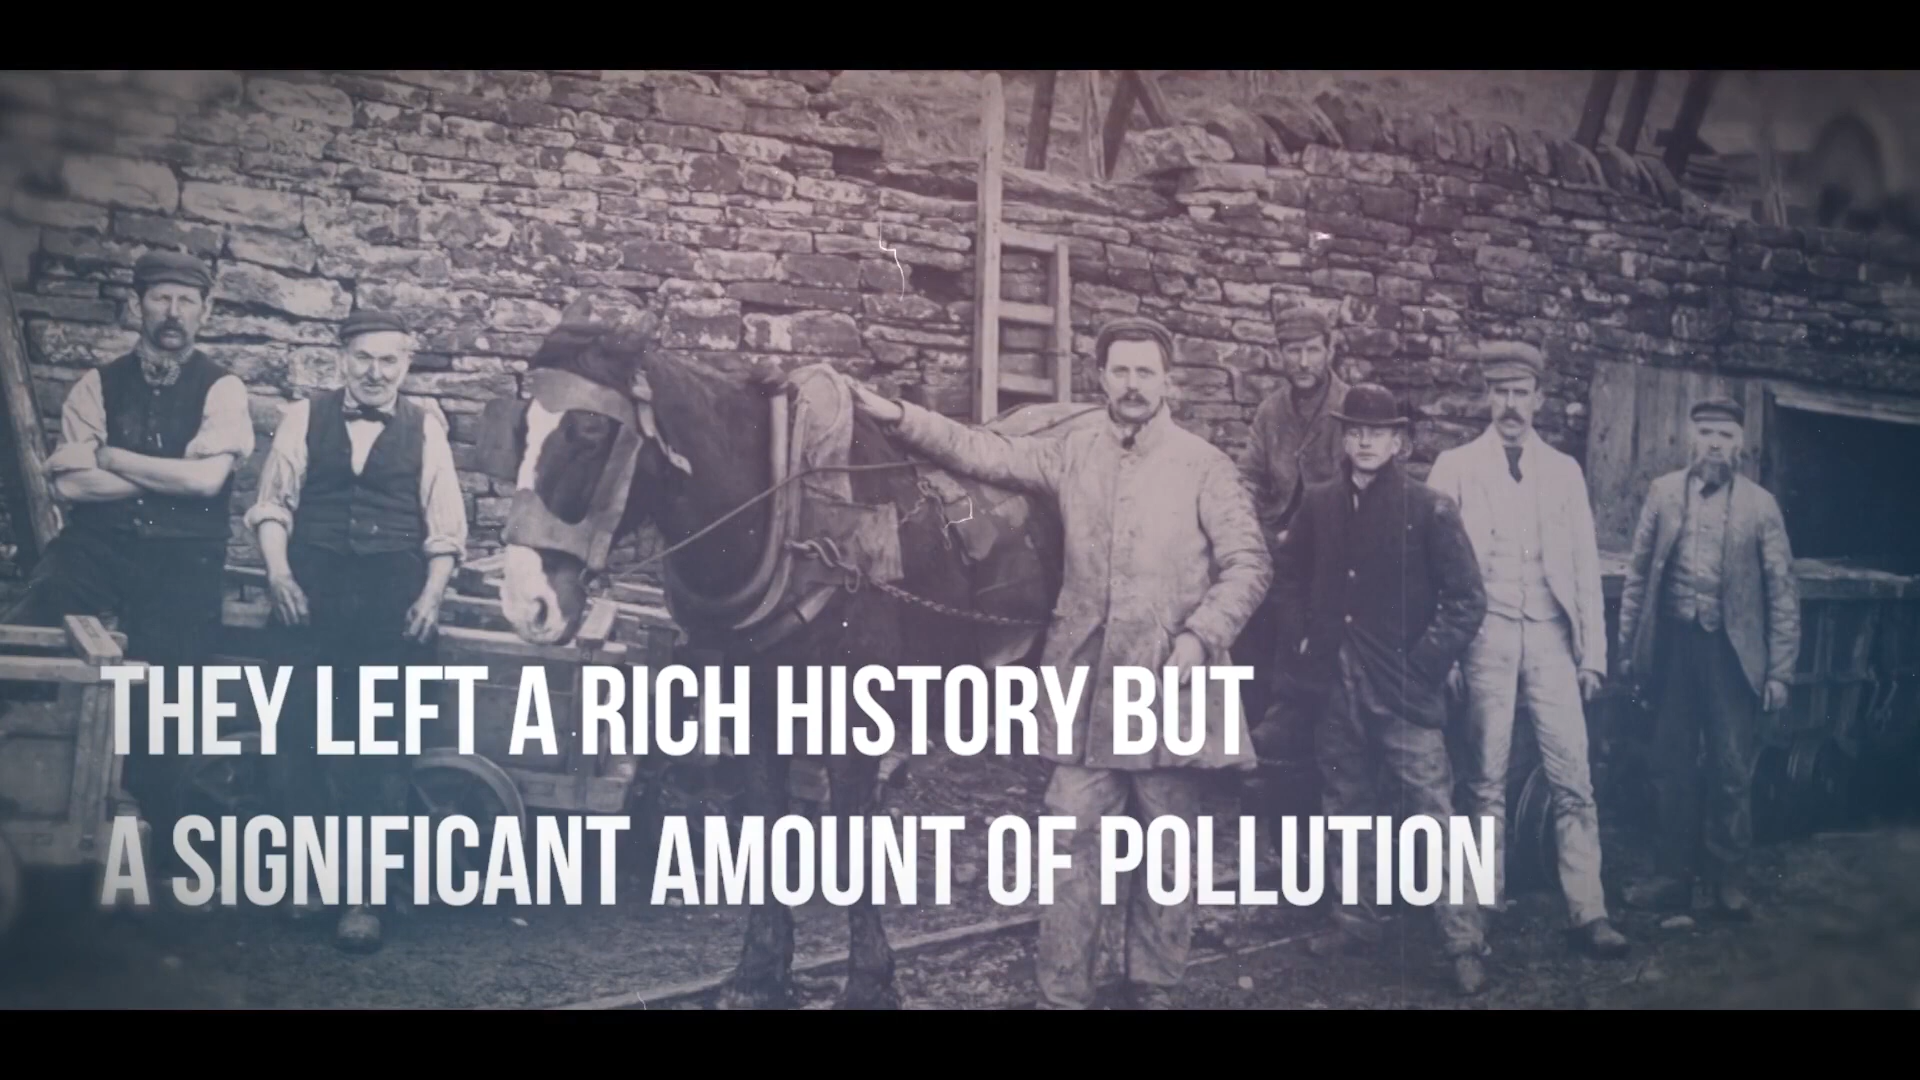 THEY LEFT A RICH HISTORY BUT
A SIGNIFICANT AMOUNT OF POLLUTION